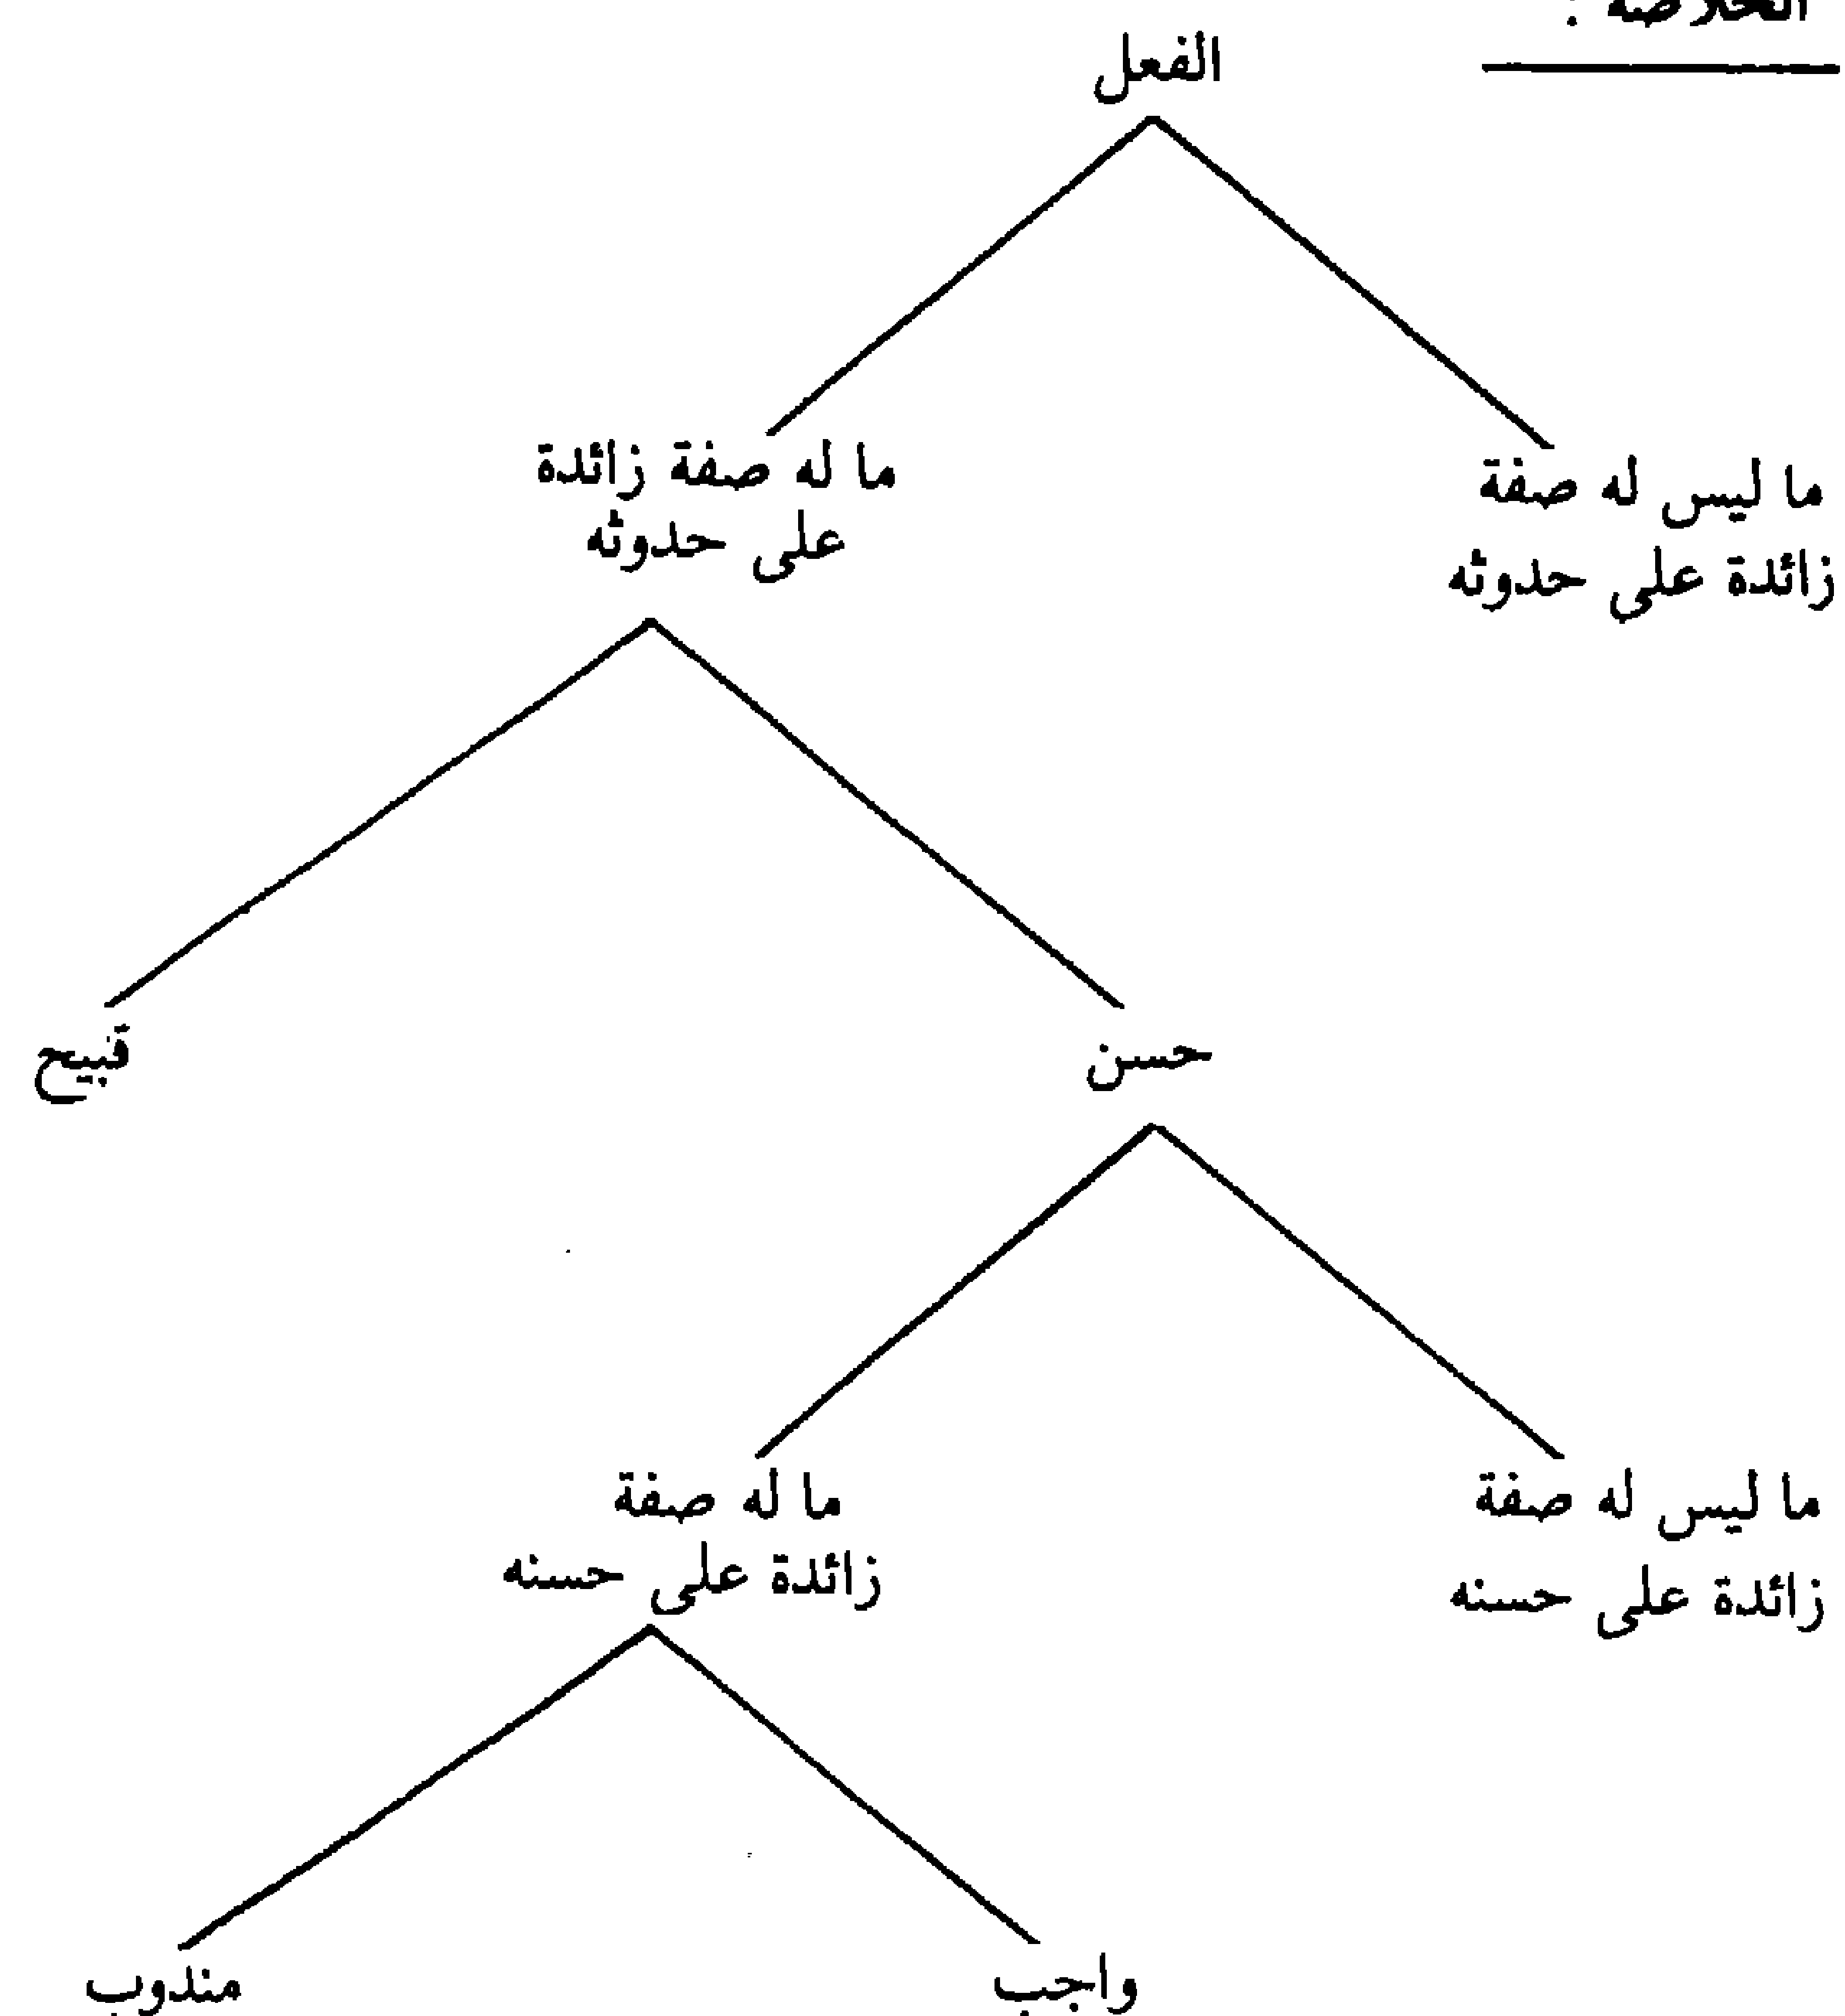 الخلاصة :
الفعل
ما ليس له صفة
زائدة على حدوثه
ما له صفة زائدة
على حدوثه
حسن
قبيح
ما ليس له صفة
زائدة على حسنه
ما له صفة
زائدة على حسنه
واجب
مندوب